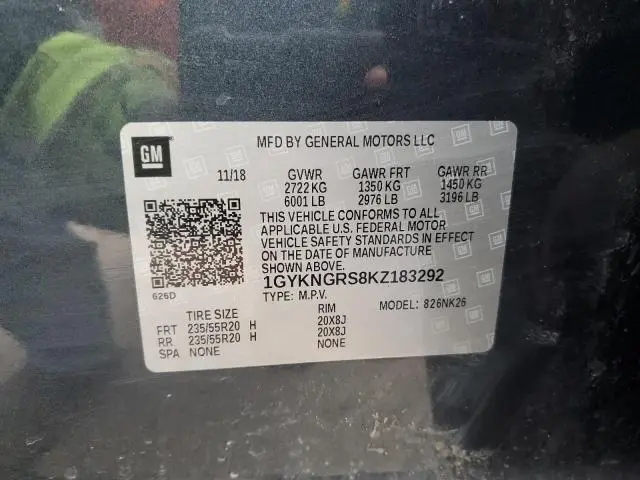 GM
MFD BY GENERAL MOTORS LLC
11/18 GVWR GAWR FRT GAWR RR
2722 KG 1350 KG 1450 KG
6001 LB 2976 LB 3196 LB
THIS VEHICLE CONFORMS TO ALL
APPLICABLE U.S. FEDERAL MOTOR
VEHICLE SAFETY STANDARDS IN EFFECT
ON THE DATE OF MANUFACTURE
SHOWN ABOVE.
1GYKNGRS8KZ183292
626D
TYPE: M.P.V. MODEL: 826NK26
TIRE SIZE RIM
FRT 235/55R20 H 20X8J
RR 235/55R20 H 20X8J
SPA NONE NONE